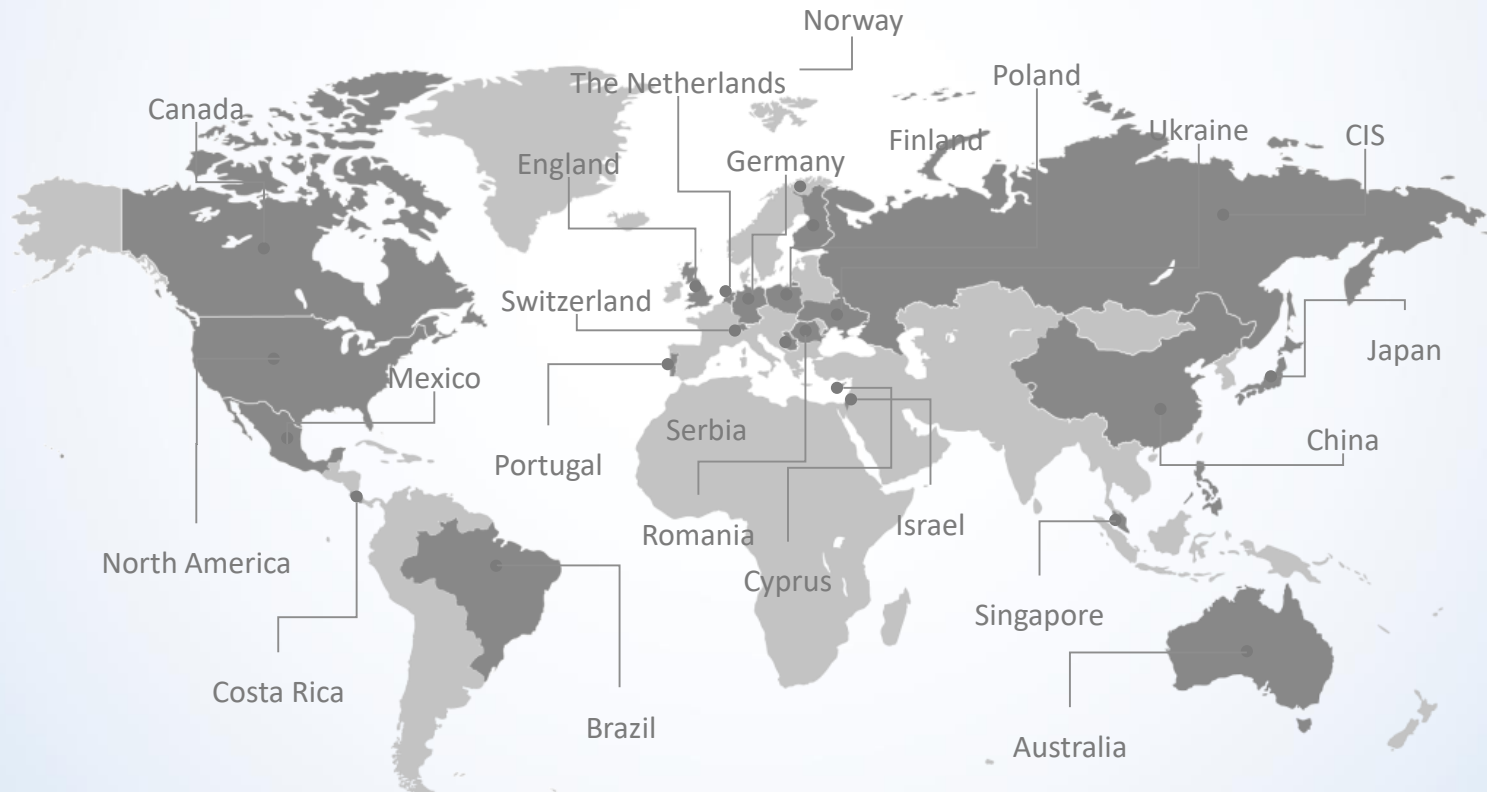 Norway
The Netherlands
Poland
Canada
Ukraine
CIS
Finland
England
Germany
Switzerland
Japan
Mexico
Serbia
China
Portugal
Israel
Romania
North America
Cyprus
Singapore
Costa Rica
Brazil
Australia